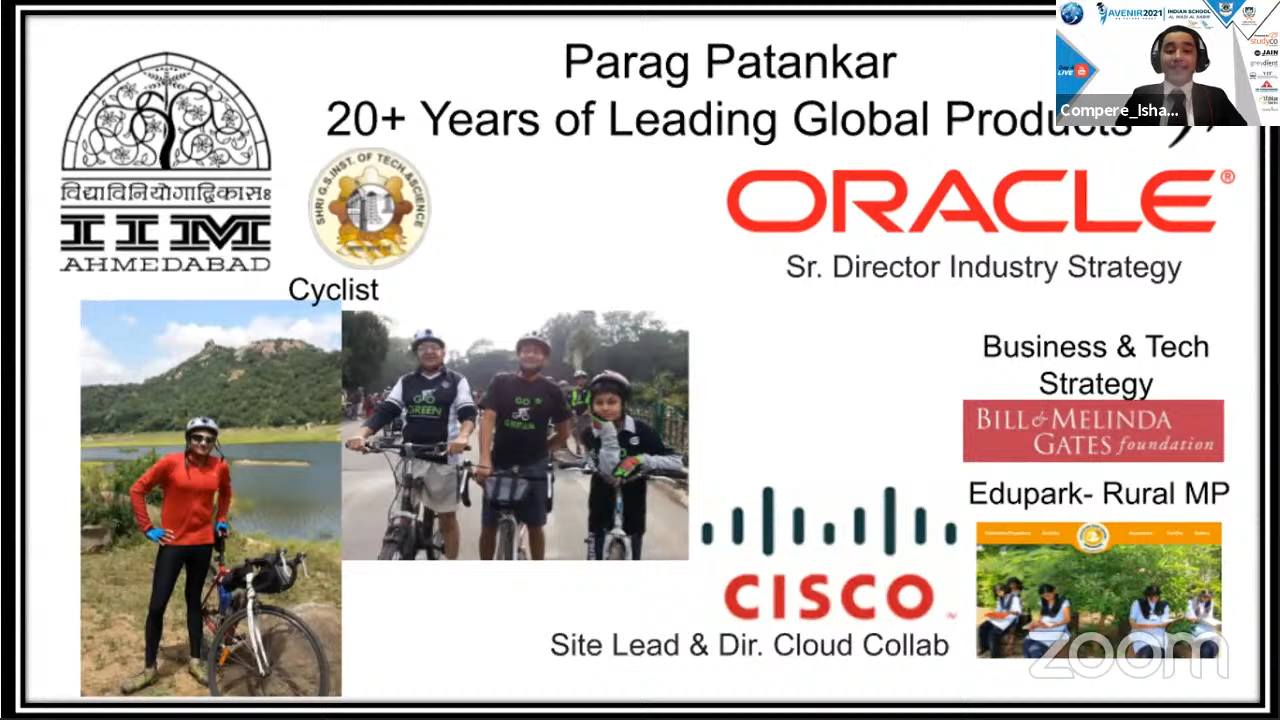 Parag Patankar
20+ Years of Leading Global Products
विद्याविनियोगाद्विकासः
IIM
AHMEDABAD
SHRI G.S.INST. OF TECH.&SCIENCE
ORACLE®
Sr. Director Industry Strategy
Cyclist
GREEN
GO
GREEN
Business & Tech
Strategy
BILL & MELINDA
GATES foundation
Edupark- Rural MP
CISCO
Site Lead & Dir. Cloud Collab
zoom
AVENIR2021
INDIAN SCHOOL
AL WADI AL KABIR
LIVE
Compere_Isha...
studyco
JAIN
greydient